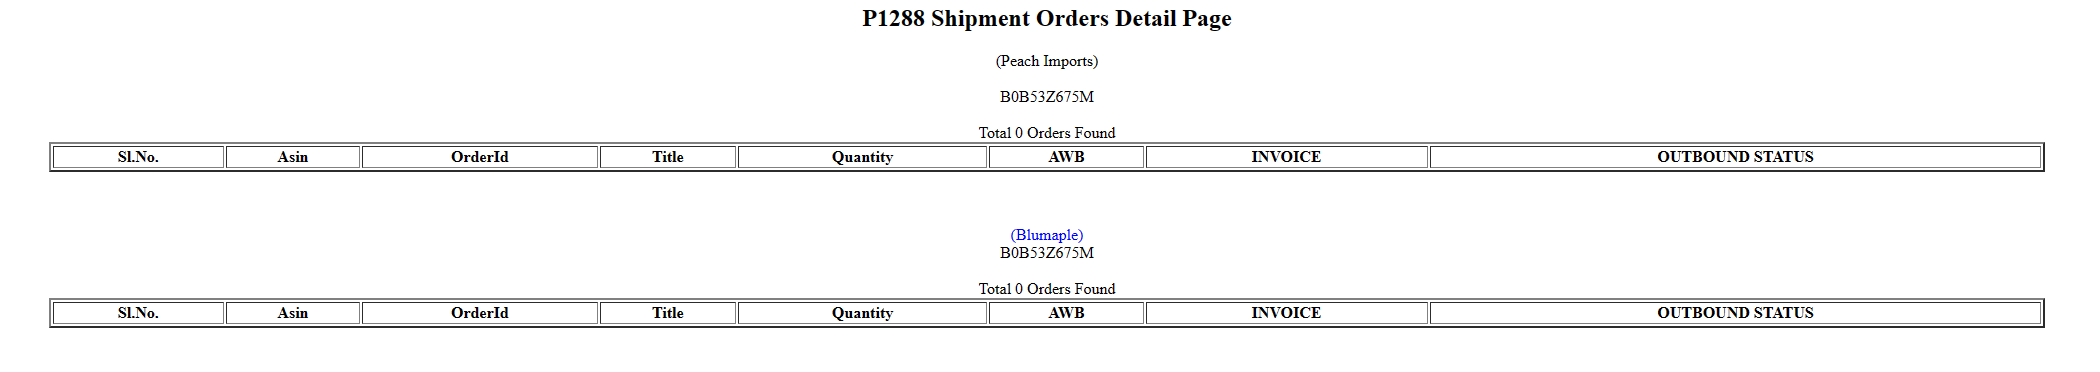 P1288 Shipment Orders Detail Page
(Peach Imports)
B0B53Z675M
Total 0 Orders Found
Sl.No. Asin OrderId Title Quantity AWB INVOICE OUTBOUND STATUS
(Blumaple)
B0B53Z675M
Total 0 Orders Found
Sl.No. Asin OrderId Title Quantity AWB INVOICE OUTBOUND STATUS